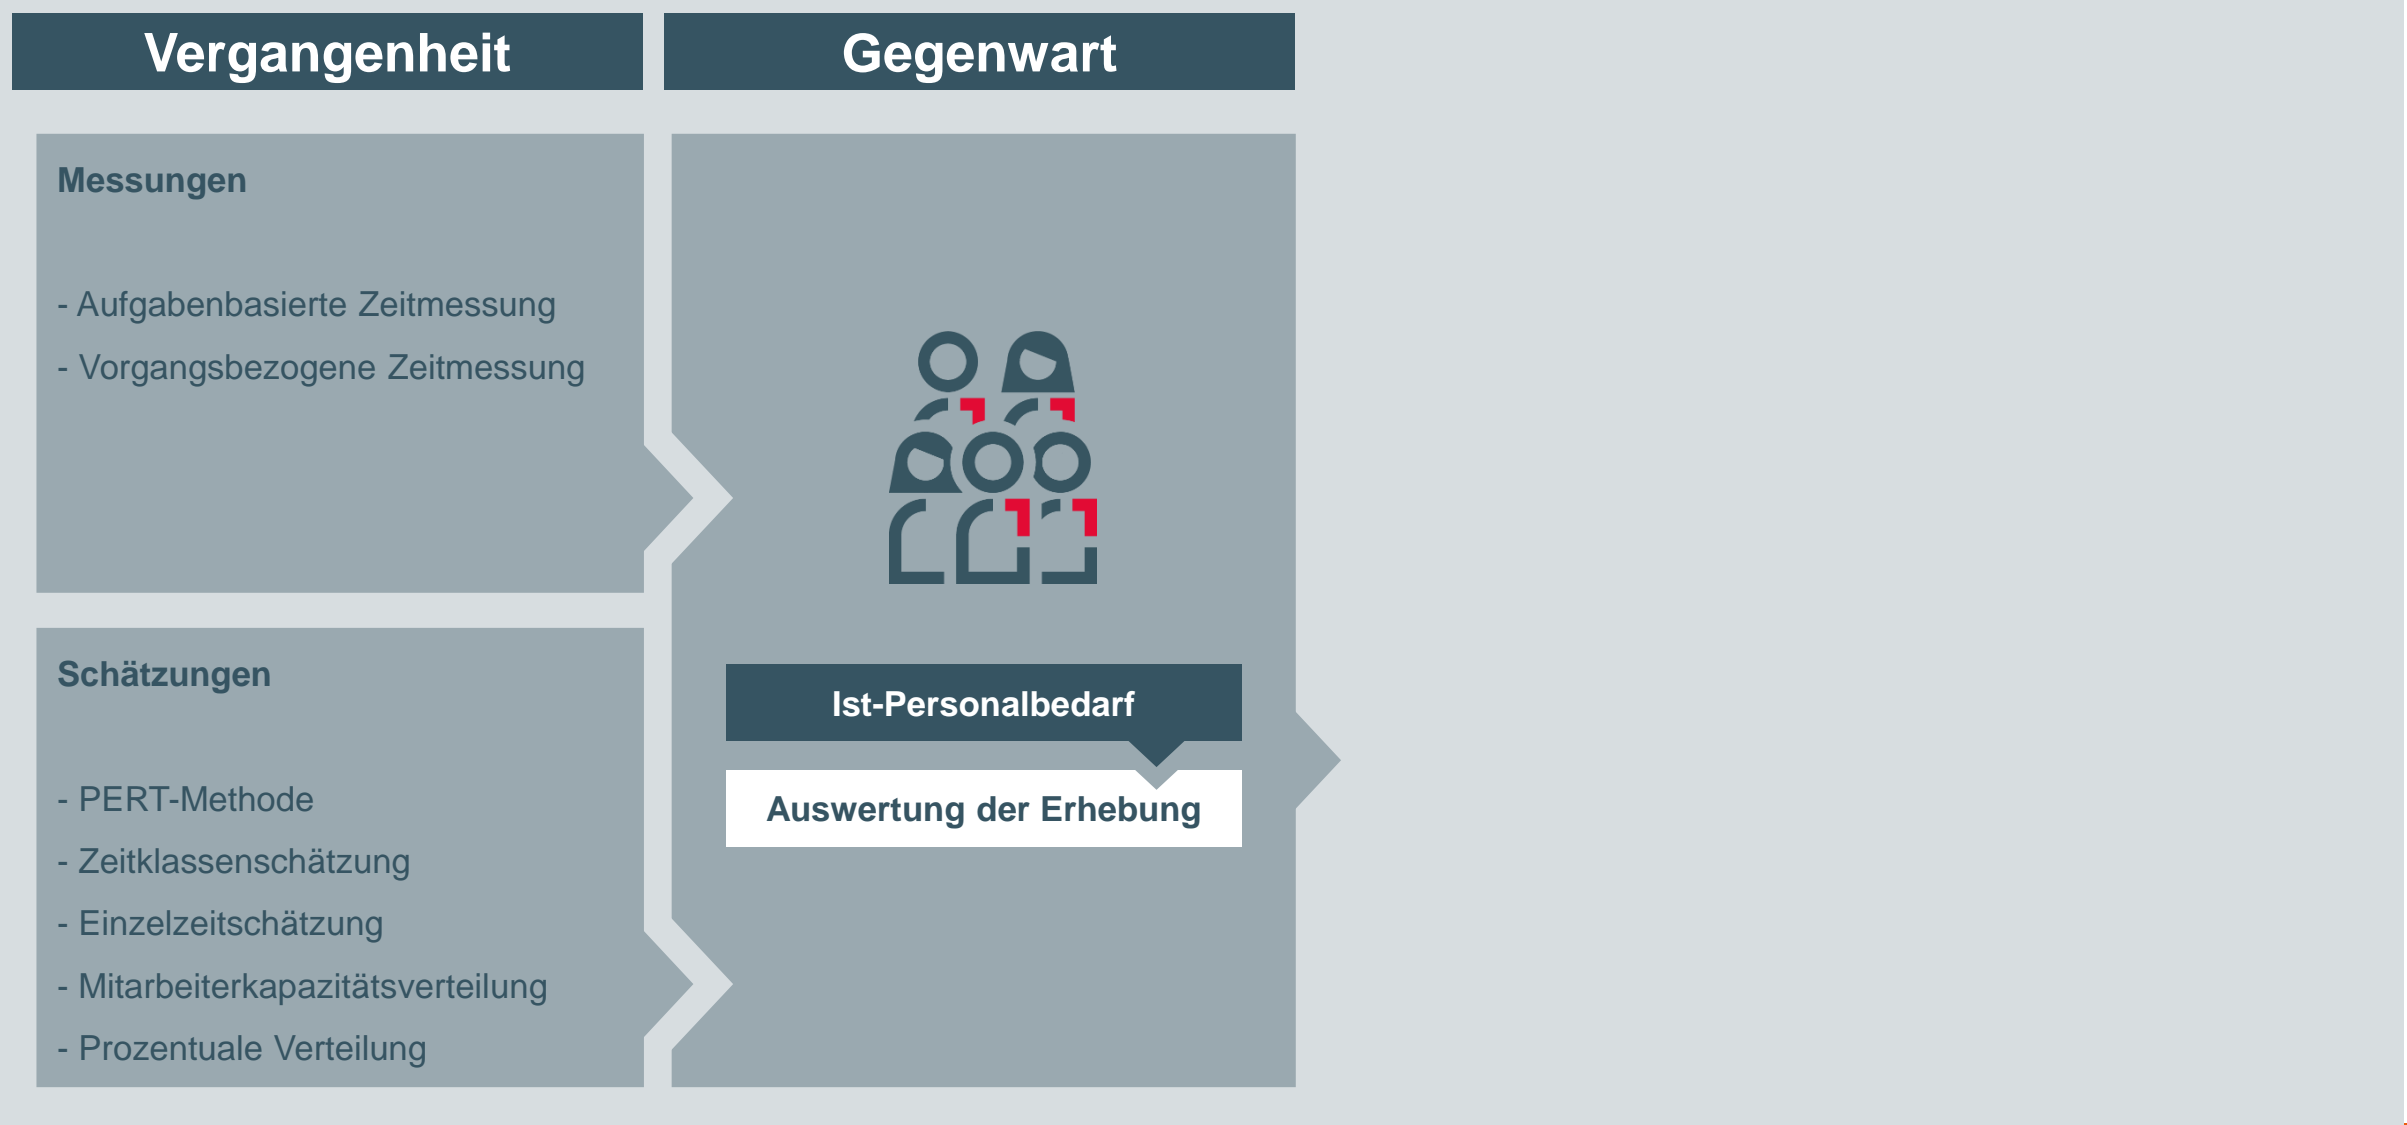 Vergangenheit
Gegenwart
Messungen
- Aufgabenbasierte Zeitmessung
- Vorgangsbezogene Zeitmessung
Schätzungen
- PERT-Methode
- Zeitklassenschätzung
- Einzelzeitschätzung
- Mitarbeiterkapazitätsverteilung
- Prozentuale Verteilung
Ist-Personalbedarf
Auswertung der Erhebung